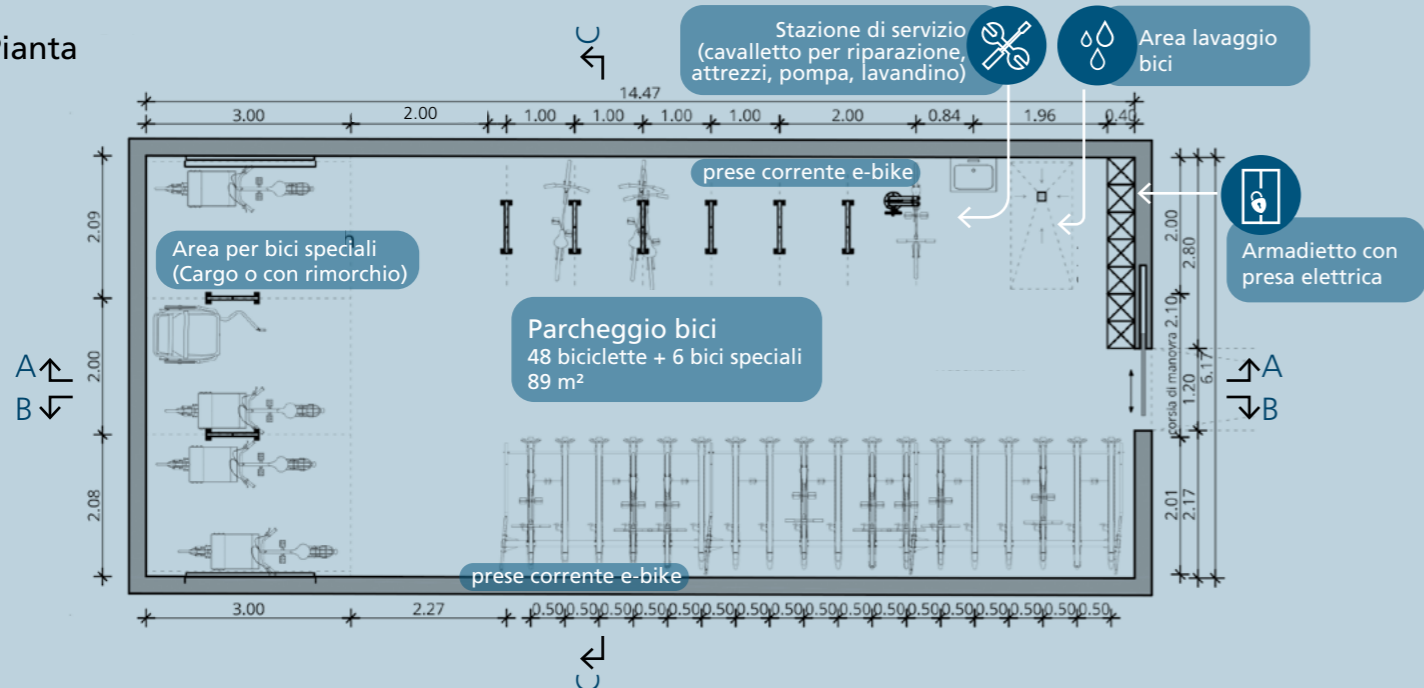 Pianta
C
Stazione di servizio
(cavalletto per riparazione,
attrezzi, pompa, lavandino)
Area lavaggio
bici
14.47
3.00 2.00 1.00 1.00 1.00 1.00 2.00 0.84 1.96 0.40
prese corrente e-bike
2.09
2.00
2.08
Area per bici speciali
(Cargo o con rimorchio)
Armadietto con
presa elettrica
Parcheggio bici
48 biciclette + 6 bici speciali
89 m²
A
B
A
B
2.00
corsia di manovra 2.10
2.01
2.80
1.20
2.17
6.17
prese corrente e-bike
3.00 2.27 0.50 0.50 0.50 0.50 0.50 0.50 0.50 0.50 0.50 0.50 0.50 0.50 0.50 0.50 0.50 0.50 0.50
C